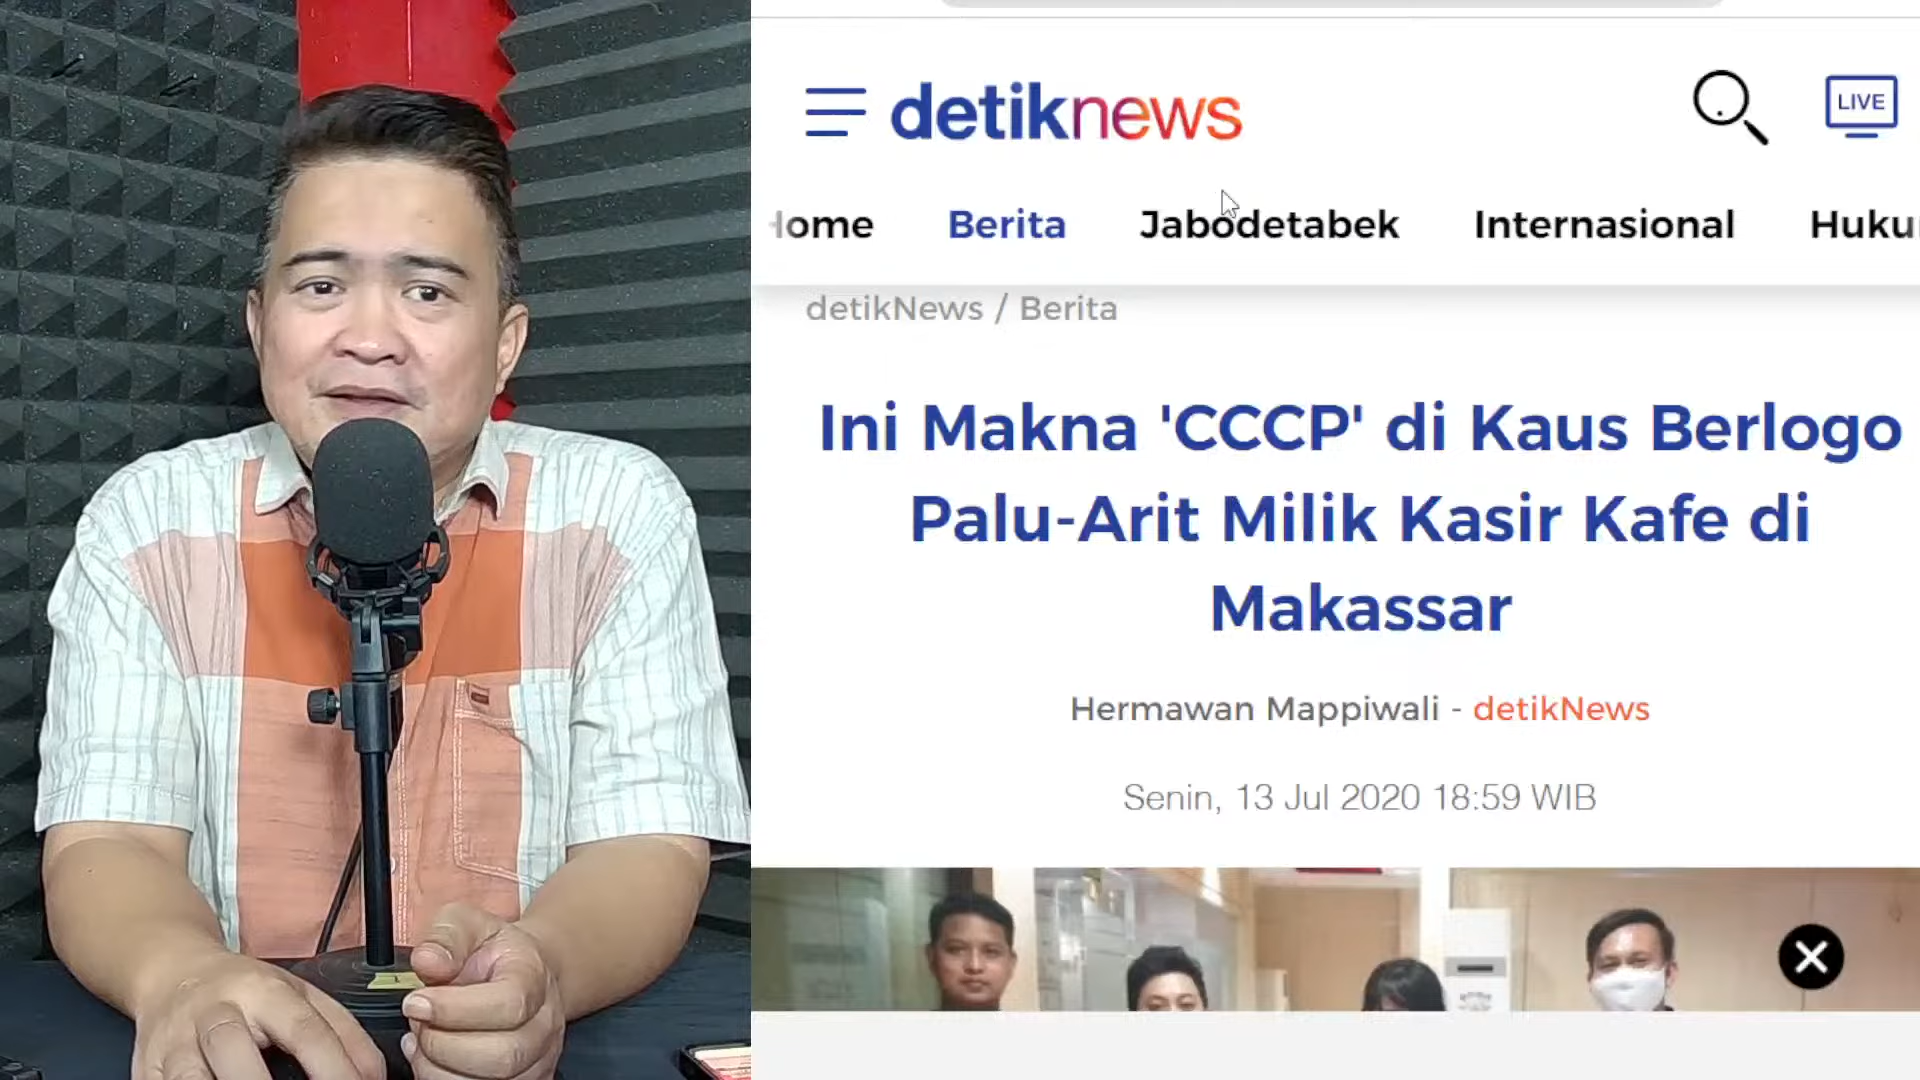 detiknews
LIVE
Berita Jabodetabek Internasional
detikNews / Berita
Ini Makna 'CCCP' di Kaus Berlogo
Palu-Arit Milik Kasir Kafe di
Makassar
Hermawan Mappiwali - detikNews
Senin, 13 Jul 2020 18:59 WIB